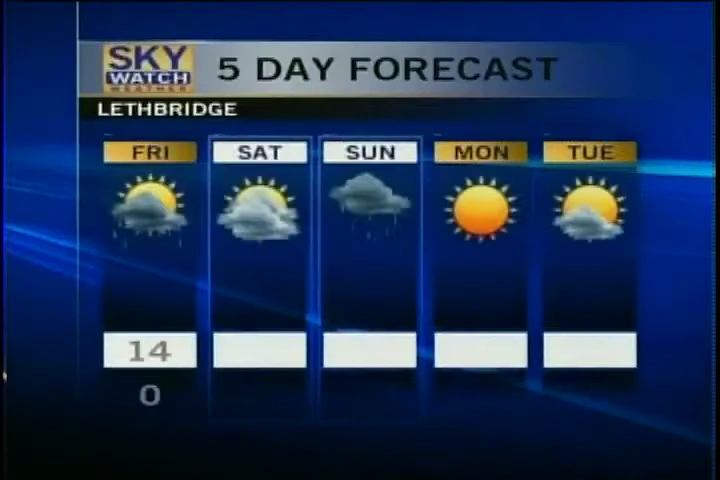 SKY
WATCH
WEATHER
5 DAY FORECAST
LETHBRIDGE
FRI
SAT
SUN
MON
TUE
14
0